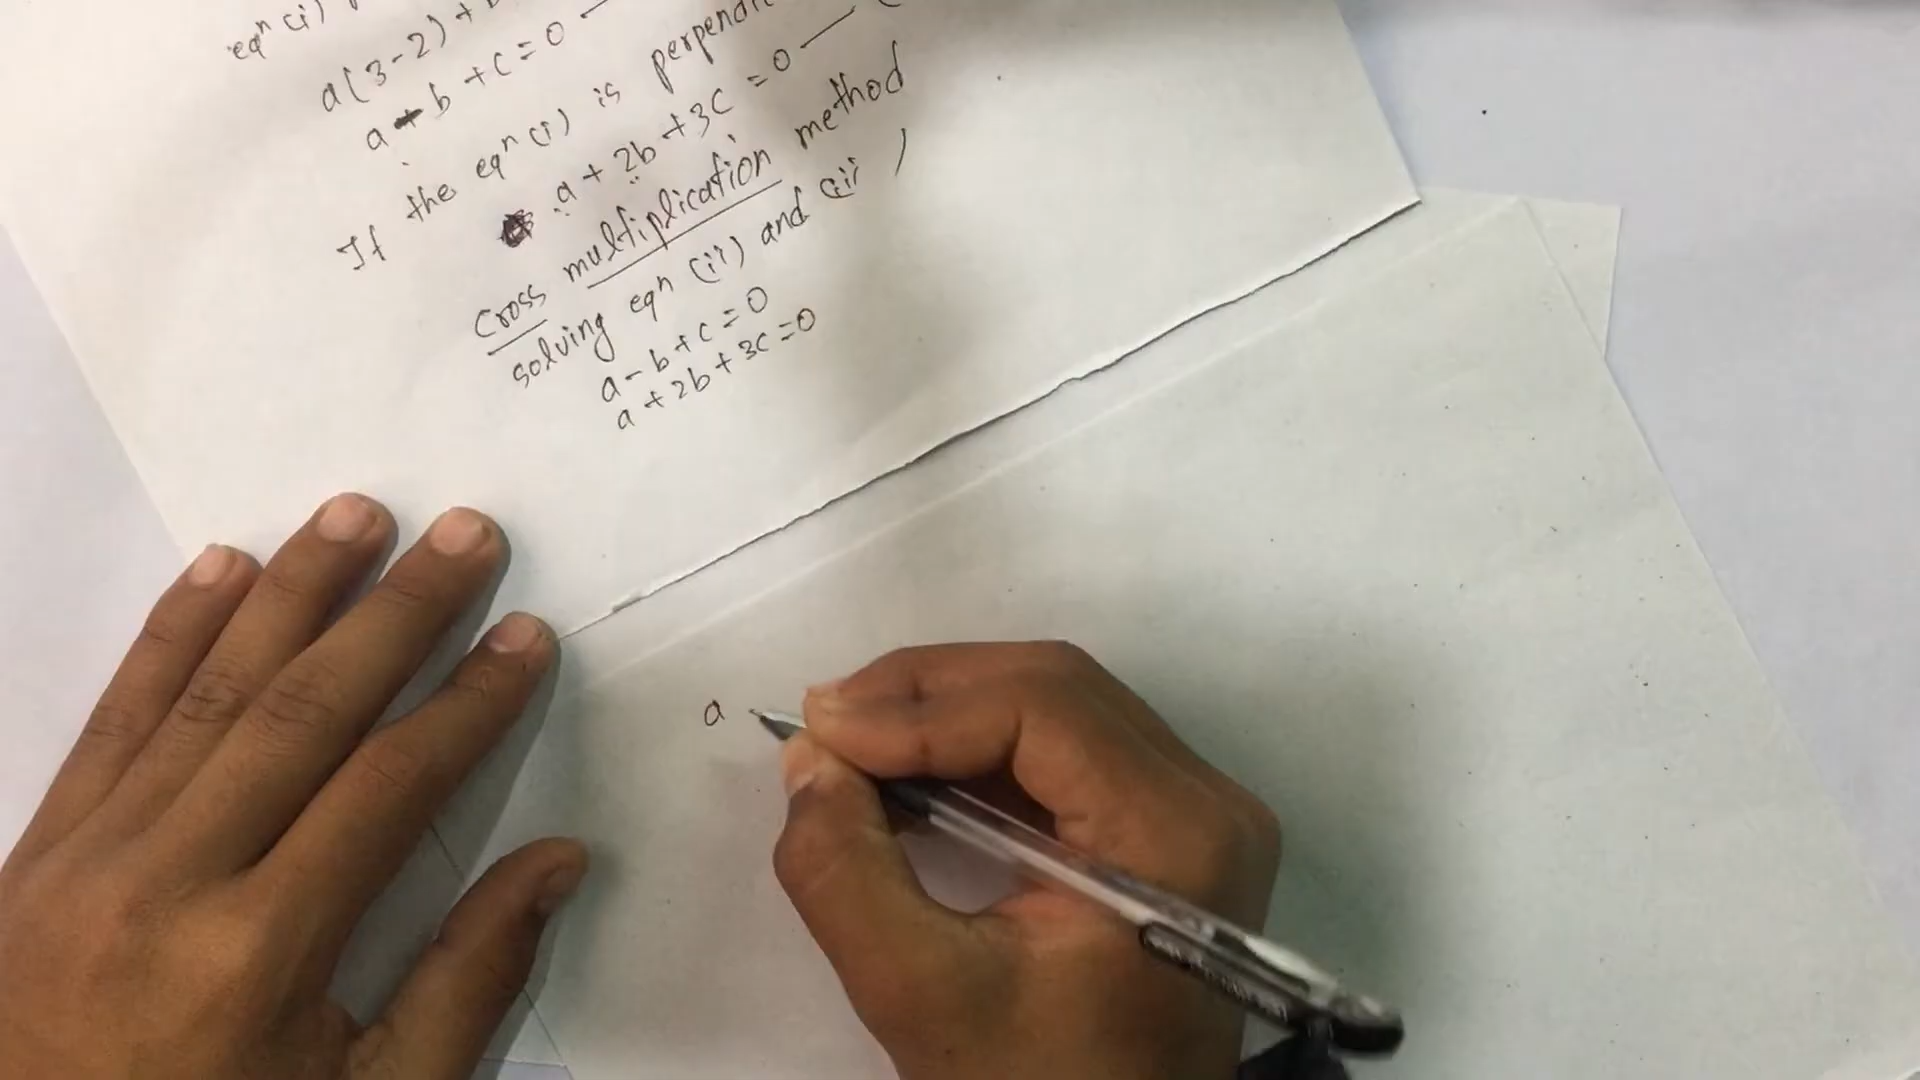 eqⁿ (i)
a(3-2) +
a - b + c = 0 —
If the eqⁿ (i) is
a + 2b + 3c = 0 —
cross multiplication method
solving eqⁿ (ii) and (iii)
a - b + c = 0
a + 2b + 3c = 0
a